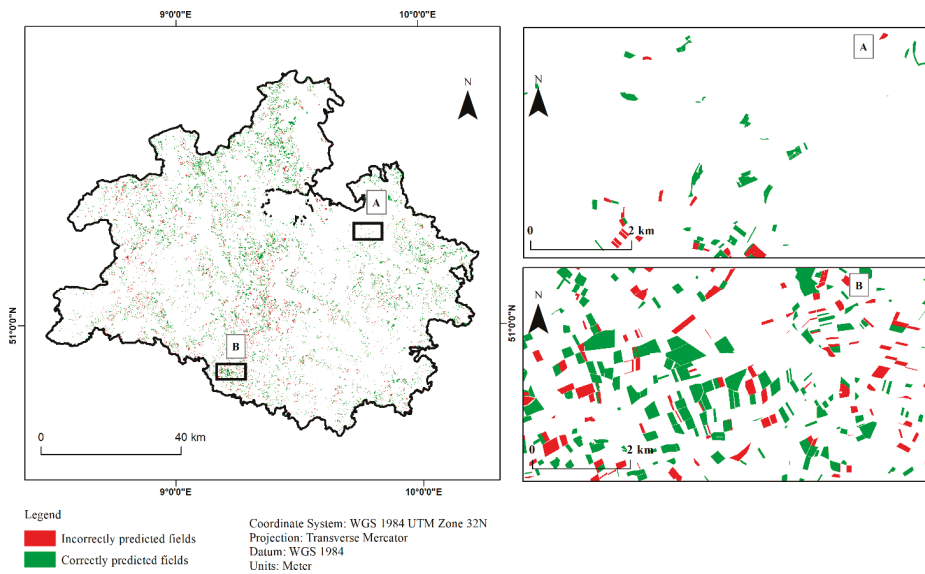 9°0'0"E
10°0'0"E
N
A
B
51°0'0"N
0
40 km
9°0'0"E
10°0'0"E
A
N
0
2 km
B
N
51°0'0"N
0
2 km
Legend
Incorrectly predicted fields
Correctly predicted fields
Coordinate System: WGS 1984 UTM Zone 32N
Projection: Transverse Mercator
Datum: WGS 1984
Units: Meter